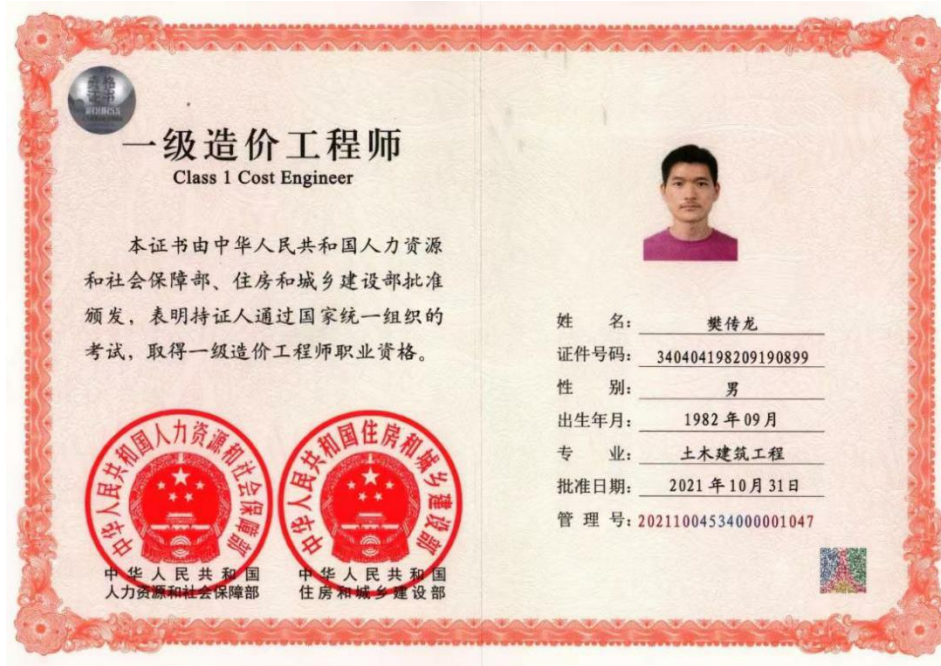 资格
证书
一级造价工程师
Class 1 Cost Engineer
本证书由中华人民共和国人力资源
和社会保障部、住房和城乡建设部批准
颁发,表明持证人通过国家统一组织的
考试,取得一级造价工程师职业资格。
中华人民共和国人力资源和社会保障部
中华人民共和国住房和城乡建设部
中华人民共和国
人力资源和社会保障部
中华人民共和国
住房和城乡建设部
姓 名: 樊传龙
证件号码: 340404198209190899
性 别: 男
出生年月: 1982年09月
专 业: 土木建筑工程
批准日期: 2021年10月31日
管 理 号: 20211004534000001047